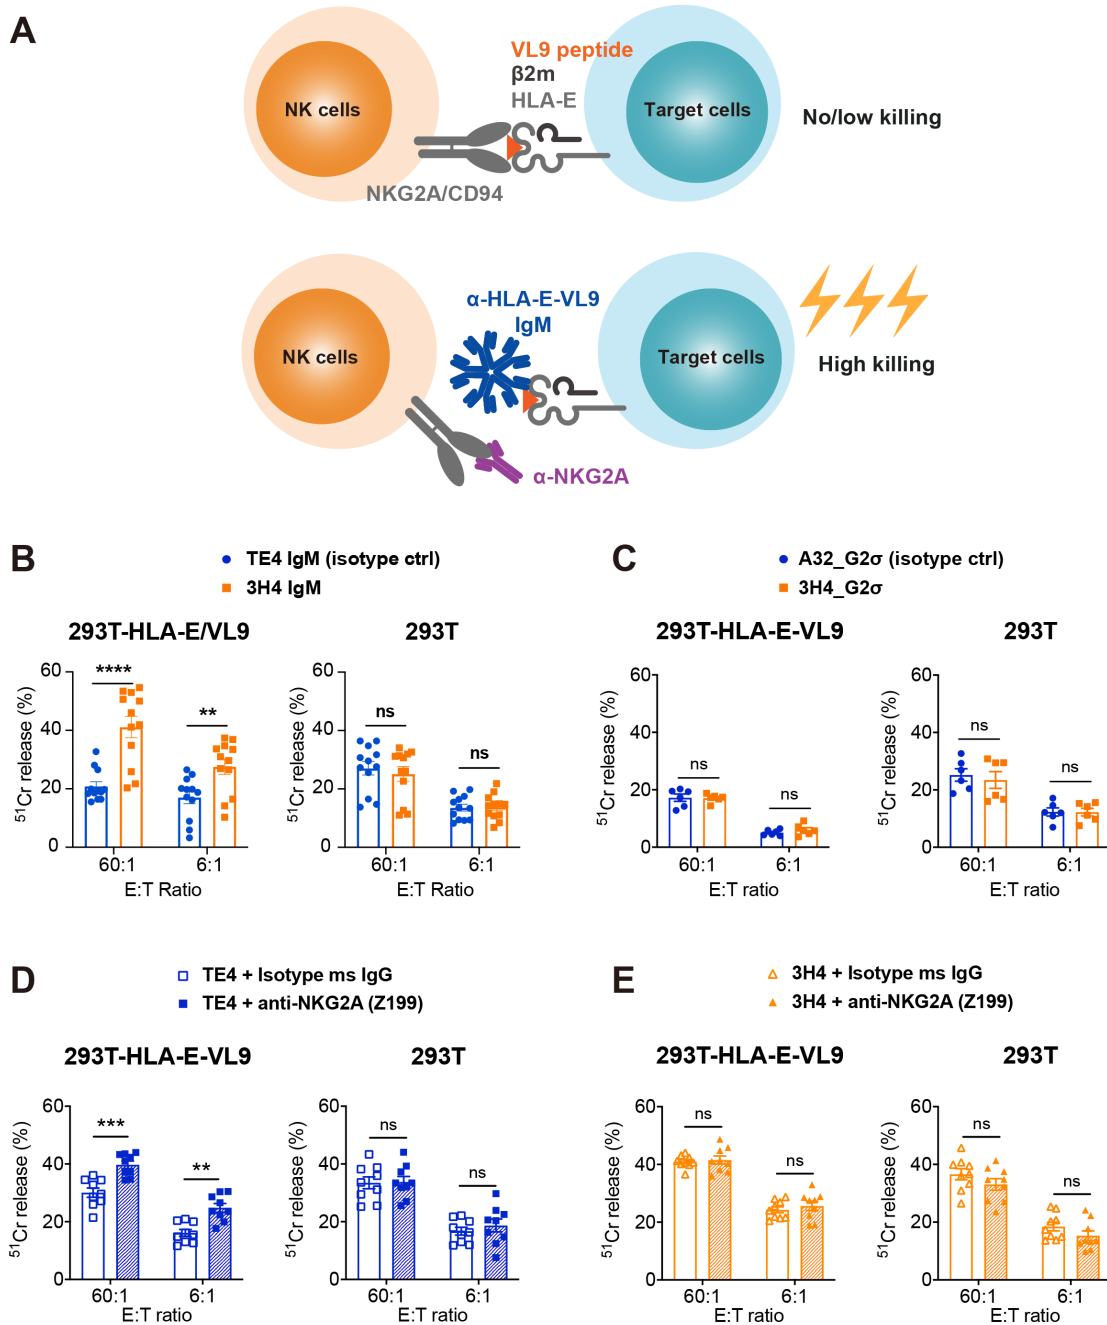 A
VL9 peptide
β2m
HLA-E
NK cells
Target cells
No/low killing
NKG2A/CD94
α-HLA-E-VL9
IgM
NK cells
Target cells
High killing
α-NKG2A
B
TE4 IgM (isotype ctrl)
3H4 IgM
293T-HLA-E/VL9
293T
⁵¹Cr release (%)
60
40
20
0
****
**
60:1
6:1
E:T Ratio
⁵¹Cr release (%)
60
40
20
0
ns
ns
60:1
6:1
E:T Ratio
C
A32_G2σ (isotype ctrl)
3H4_G2σ
293T-HLA-E-VL9
293T
⁵¹Cr release (%)
60
40
20
0
ns
ns
60:1
6:1
E:T ratio
⁵¹Cr release (%)
60
40
20
0
ns
ns
60:1
6:1
E:T ratio
D
TE4 + Isotype ms IgG
TE4 + anti-NKG2A (Z199)
293T-HLA-E-VL9
293T
⁵¹Cr release (%)
60
40
20
0
***
**
60:1
6:1
E:T ratio
⁵¹Cr release (%)
60
40
20
0
ns
ns
60:1
6:1
E:T ratio
E
3H4 + Isotype ms IgG
3H4 + anti-NKG2A (Z199)
293T-HLA-E-VL9
293T
⁵¹Cr release (%)
60
40
20
0
ns
ns
60:1
6:1
E:T ratio
⁵¹Cr release (%)
60
40
20
0
ns
ns
60:1
6:1
E:T ratio